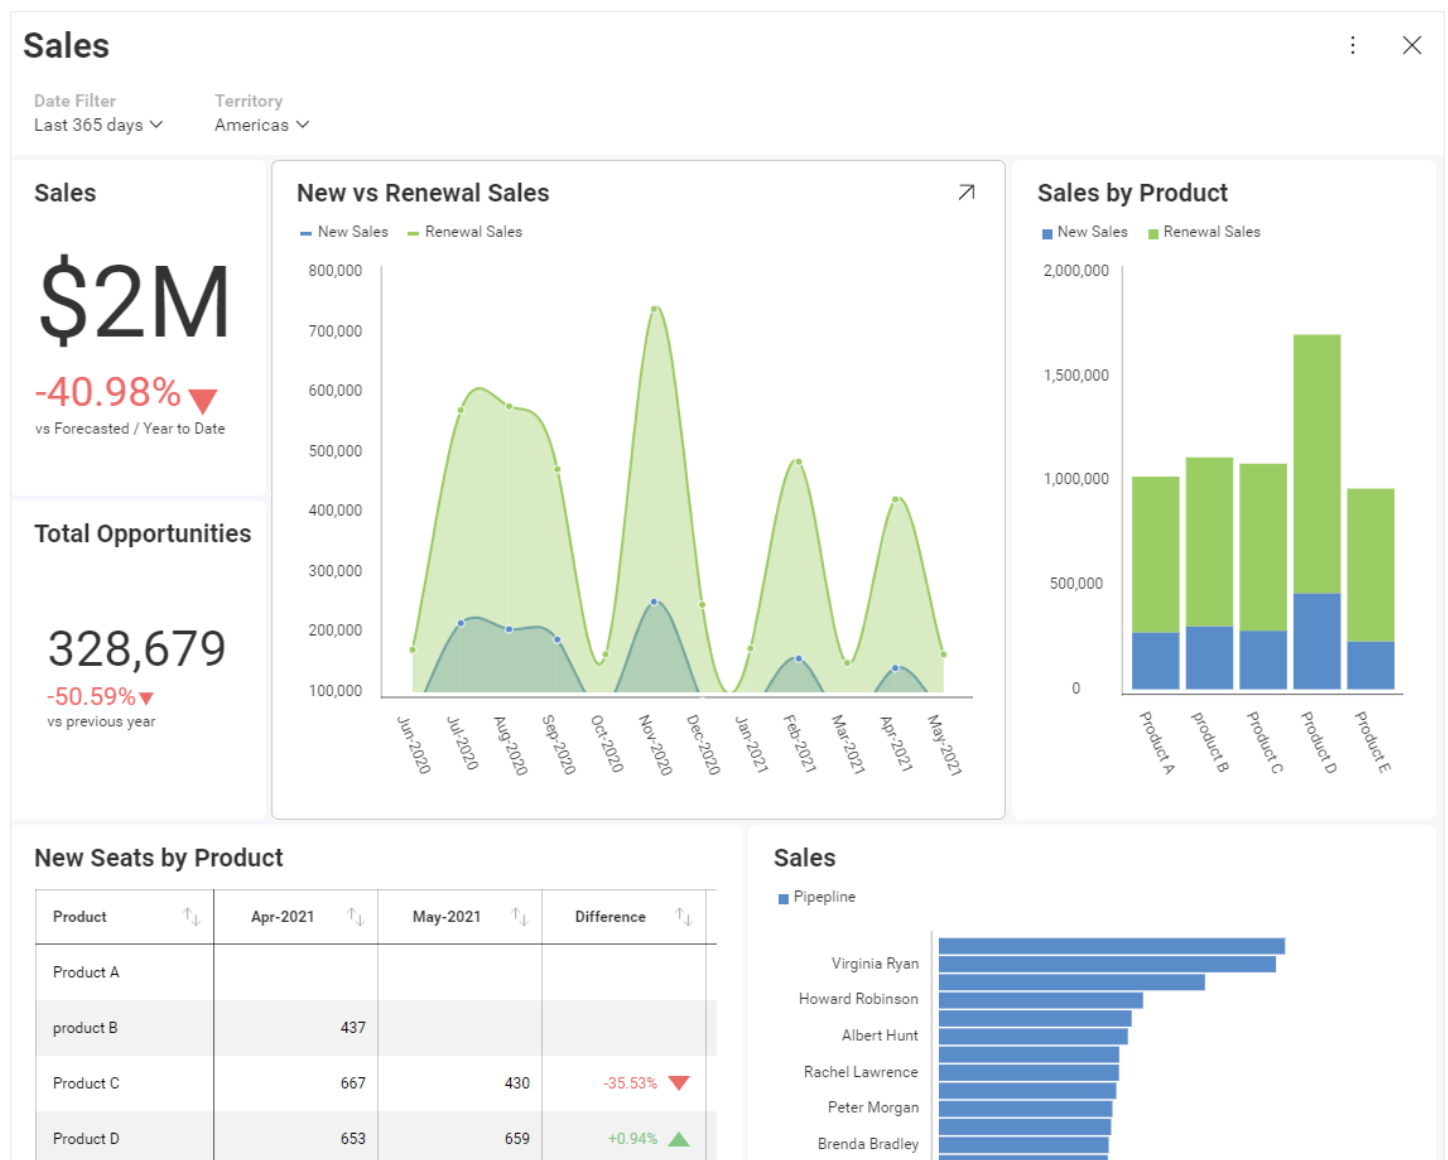 Sales
Date Filter
Last 365 days
Territory
Americas
Sales
$2M
-40.98%
vs Forecasted / Year to Date
Total Opportunities
328,679
-50.59%
vs previous year
New vs Renewal Sales
New Sales
Renewal Sales
800,000
700,000
600,000
500,000
400,000
300,000
200,000
100,000
Jun-2020
Jul-2020
Aug-2020
Sep-2020
Oct-2020
Nov-2020
Dec-2020
Jan-2021
Feb-2021
Mar-2021
Apr-2021
May-2021
Sales by Product
New Sales
Renewal Sales
2,000,000
1,500,000
1,000,000
500,000
0
Product A
product B
Product C
Product D
Product E
New Seats by Product
Product Apr-2021 May-2021 Difference
Product A
product B 437
Product C 667 430 -35.53%
Product D 653 659 +0.94%
Sales
Pipepline
Virginia Ryan
Howard Robinson
Albert Hunt
Rachel Lawrence
Peter Morgan
Brenda Bradley